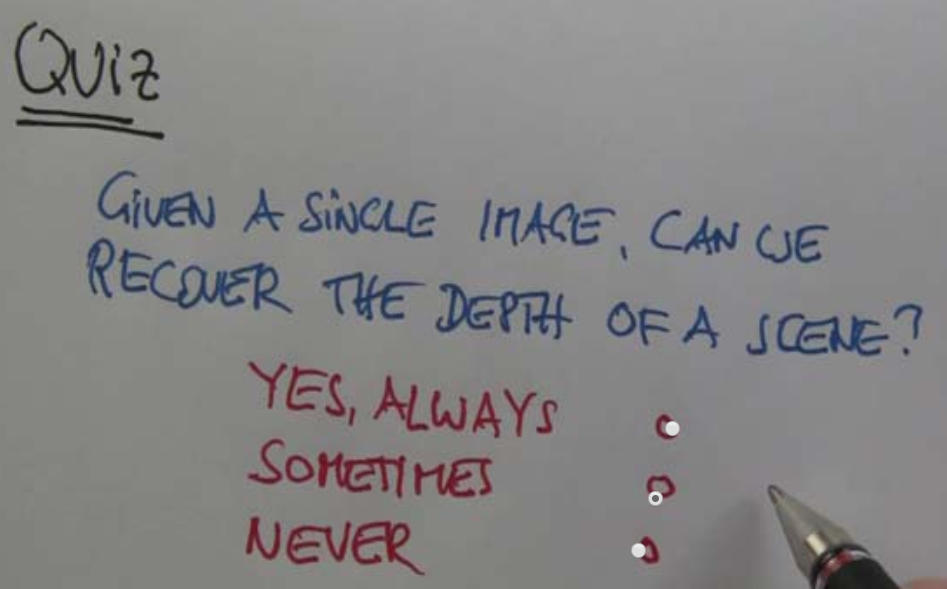 QUiZ
GiVEN A SiNGLE IMAGE, CAN WE
RECOVER THE DEPTH OF A SCENE?
YES, ALWAYS
SOMETIMES
NEVER